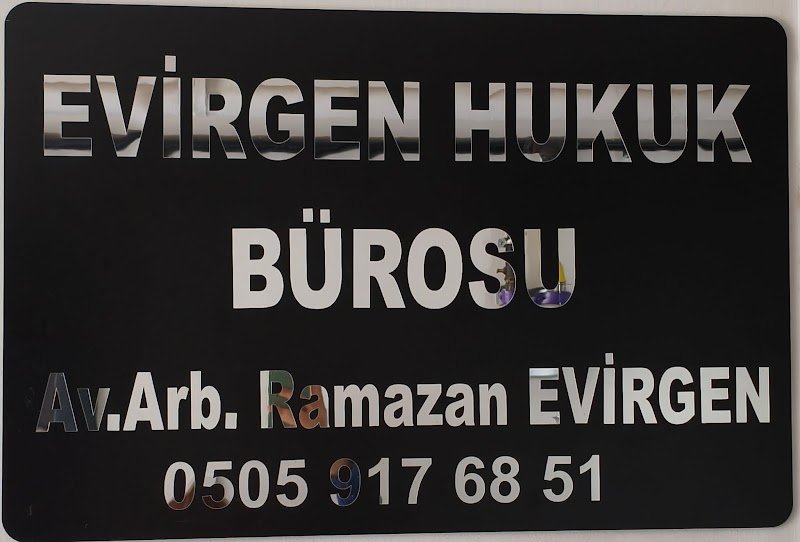 EVİRGEN HUKUK
BÜROSU
Av.Arb. Ramazan EVİRGEN
0505 917 68 51